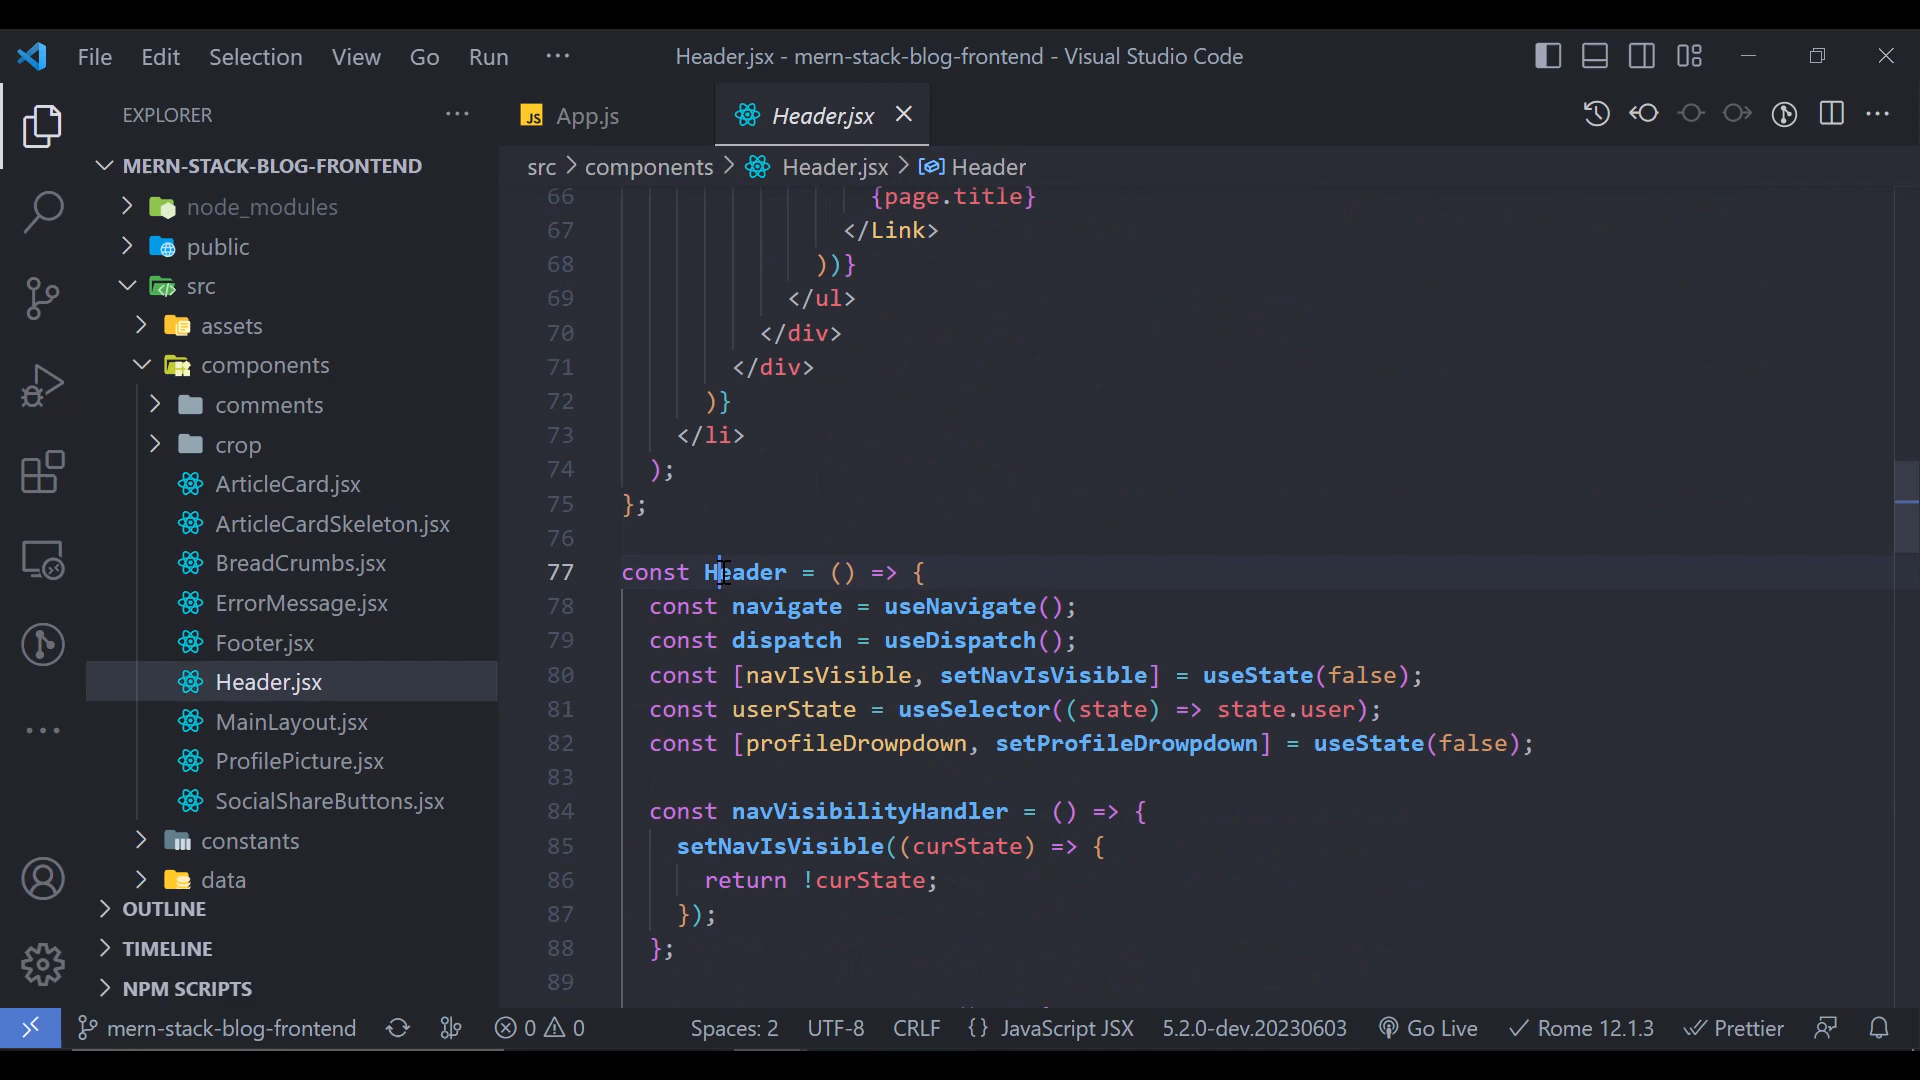 File Edit Selection View Go Run ··· Header.jsx - mern-stack-blog-frontend - Visual Studio Code
EXPLORER ···
App.js
Header.jsx
MERN-STACK-BLOG-FRONTEND
src > components > Header.jsx > Header
node_modules
public
src
assets
components
comments
crop
ArticleCard.jsx
ArticleCardSkeleton.jsx
BreadCrumbs.jsx
ErrorMessage.jsx
Footer.jsx
Header.jsx
MainLayout.jsx
ProfilePicture.jsx
SocialShareButtons.jsx
constants
data
OUTLINE
TIMELINE
NPM SCRIPTS
66 {page.title}
67 </Link>
68 ))}
69 </ul>
70 </div>
71 </div>
72 )}
73 </li>
74 );
75 };
76
77 const Header = () => {
78 const navigate = useNavigate();
79 const dispatch = useDispatch();
80 const [navIsVisible, setNavIsVisible] = useState(false);
81 const userState = useSelector((state) => state.user);
82 const [profileDrowpdown, setProfileDrowpdown] = useState(false);
83
84 const navVisibilityHandler = () => {
85 setNavIsVisible((curState) => {
86 return !curState;
87 });
88 };
89
mern-stack-blog-frontend 0 0 Spaces: 2 UTF-8 CRLF {} JavaScript JSX 5.2.0-dev.20230603 Go Live Rome 12.1.3 Prettier